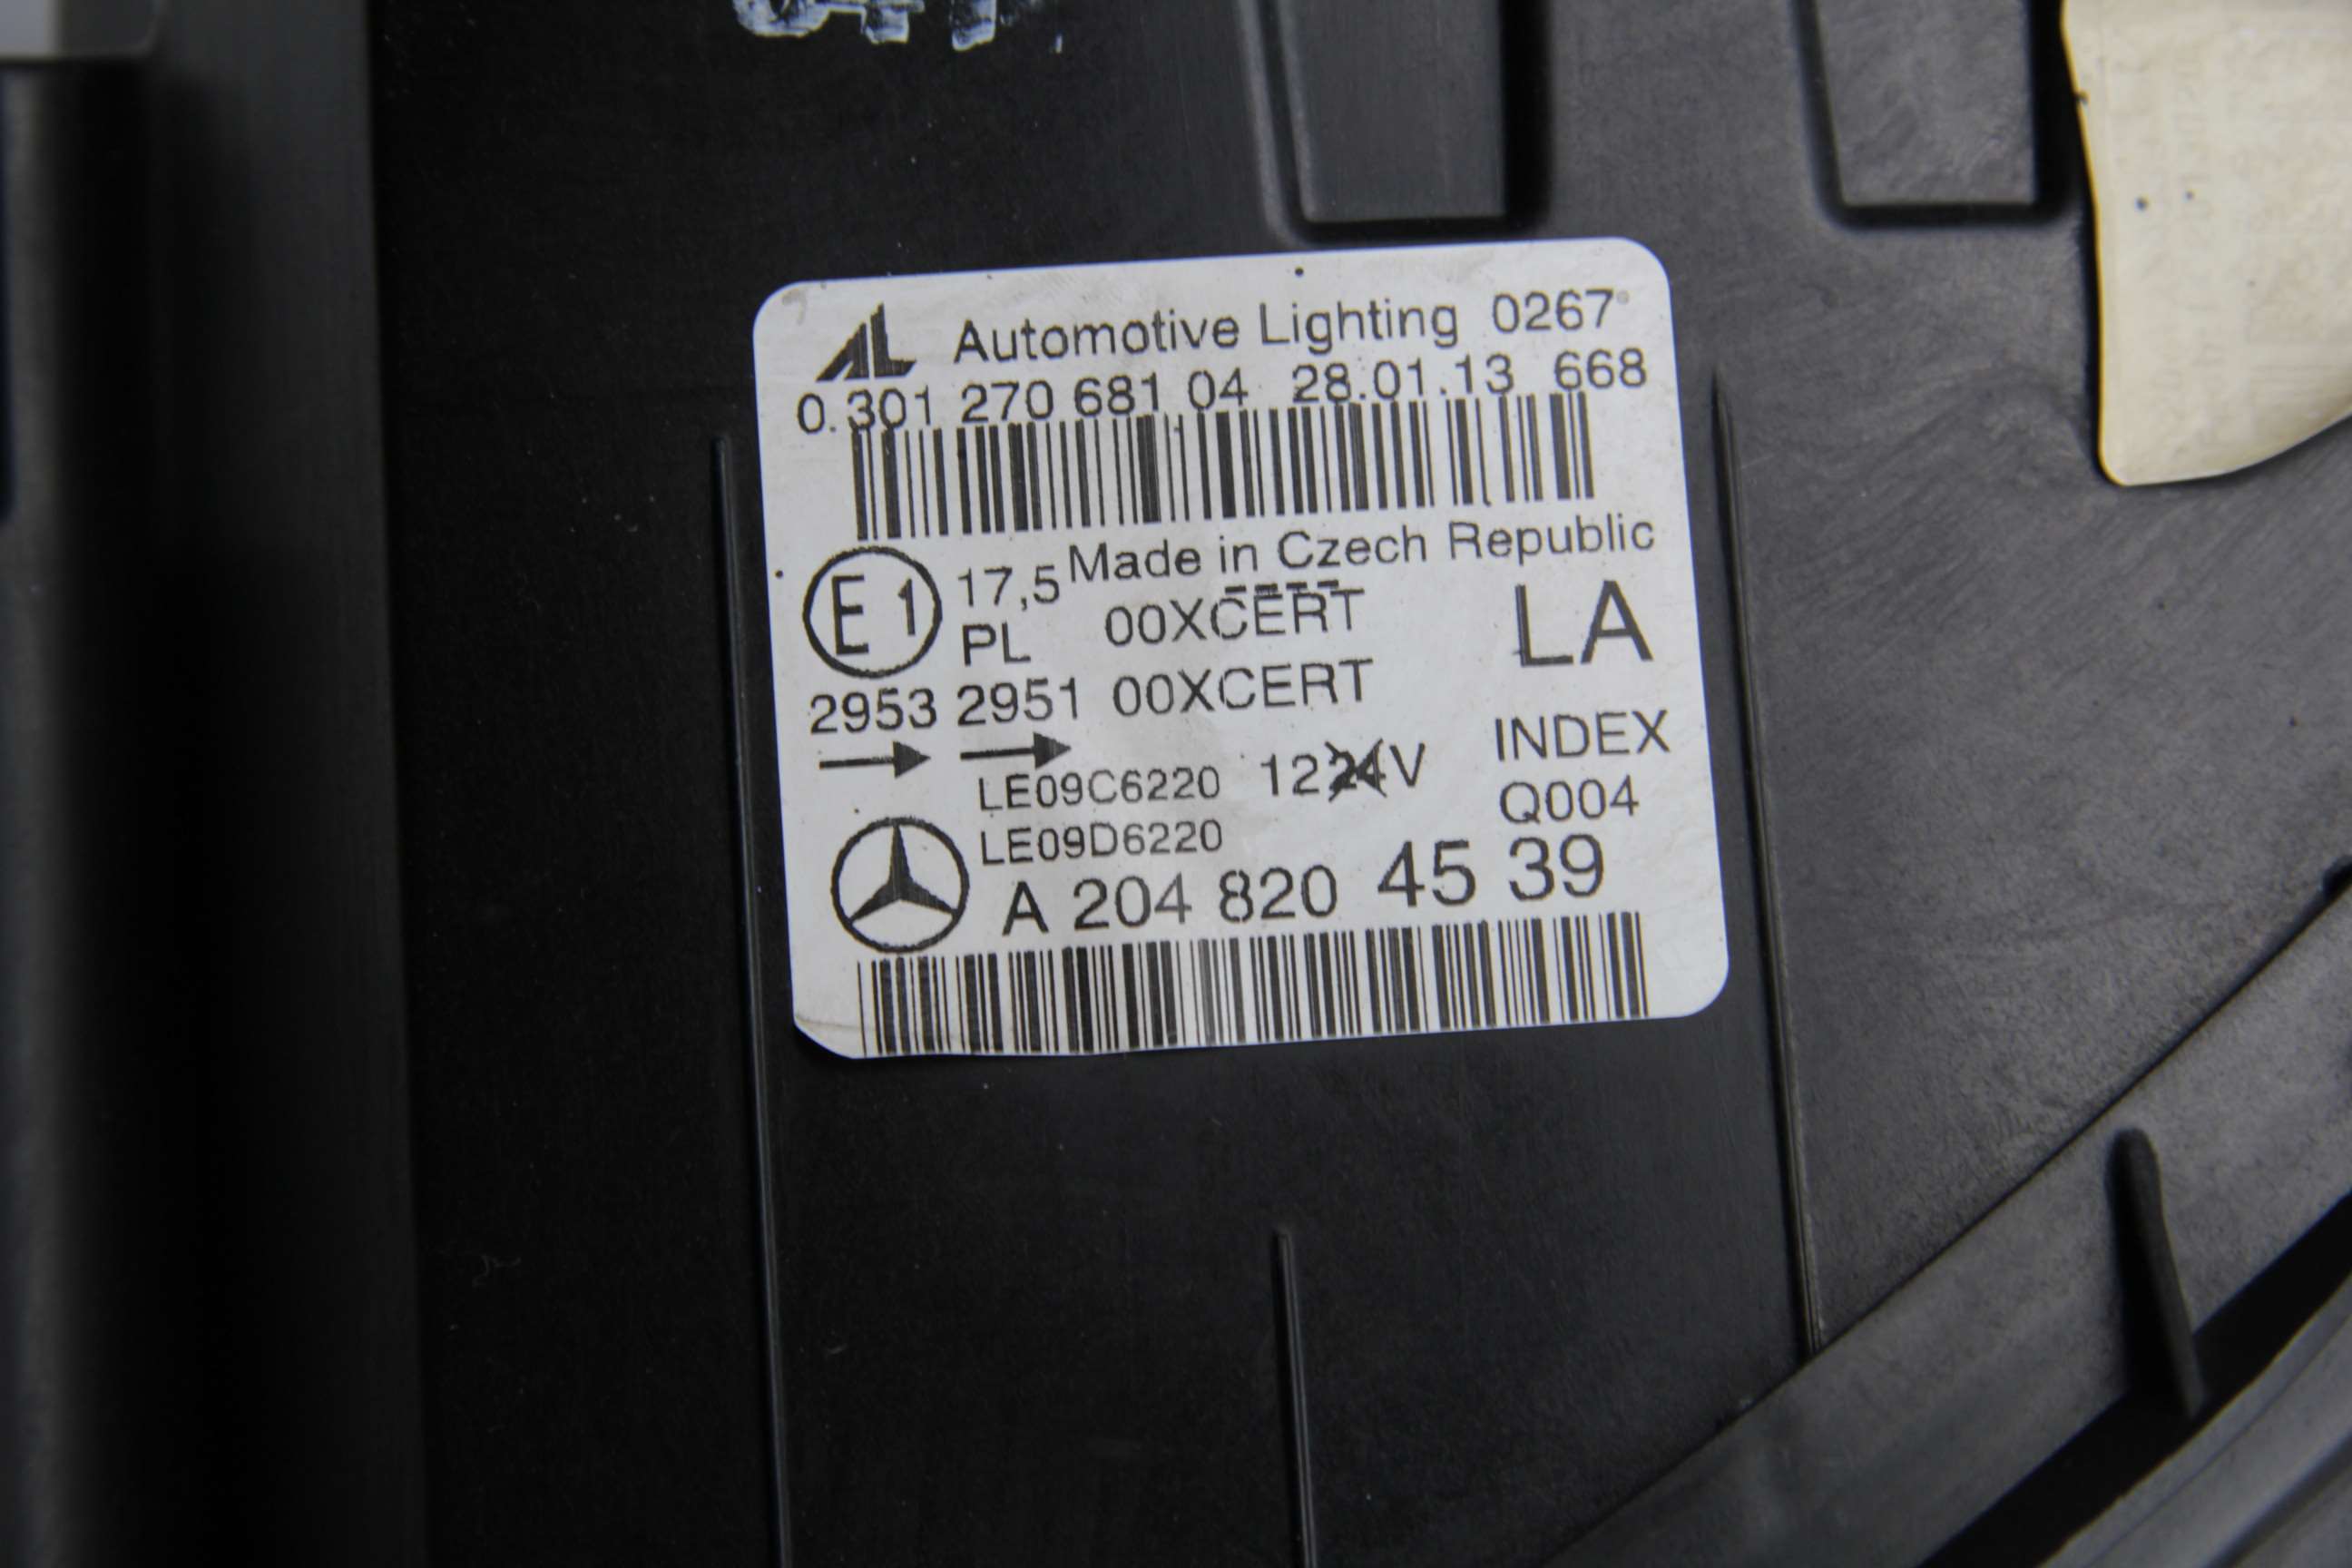 AL Automotive Lighting 0267
0.301 270 681 04 28.01.13 668
Made in Czech Republic
E1 17,5 00XCERT LA
PL
2953 2951 00XCERT
INDEX
LE09C6220 1224V
Q004
LE09D6220
A 204 820 45 39